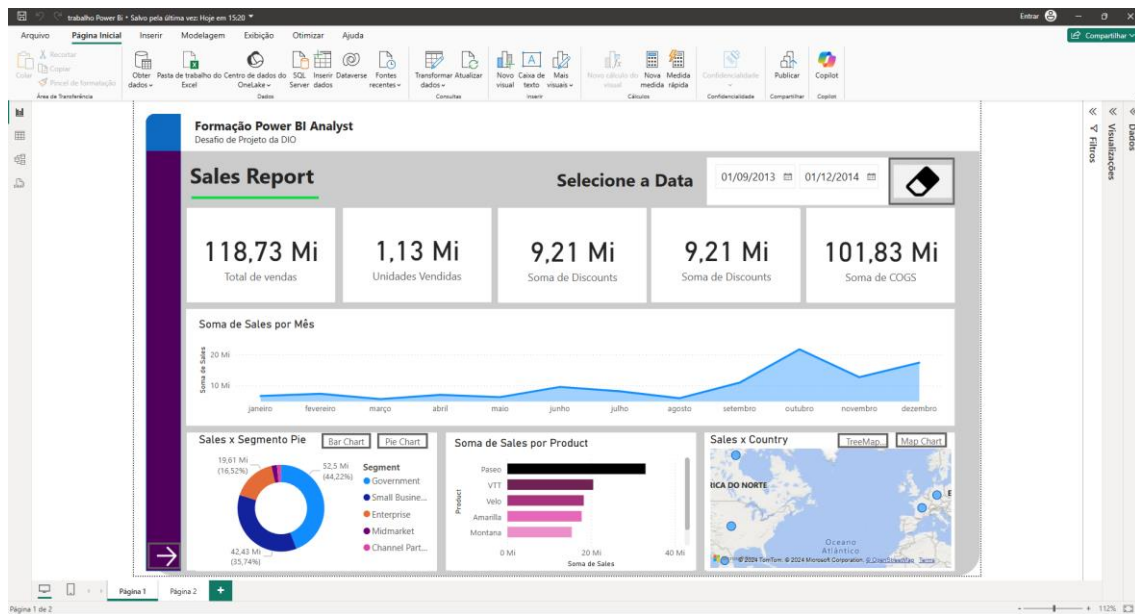 trabalho Power Bi • Salvo pela última vez: Hoje em 15:20
Entrar
Arquivo Página Inicial Inserir Modelagem Exibição Otimizar Ajuda
Compartilhar
Colar
Recortar
Copiar
Pincel de formatação
Obter dados
Pasta de trabalho do Excel
Centro de dados do OneLake
SQL Server
Inserir dados
Dataverse
Fontes recentes
Transformar dados
Atualizar
Novo visual
Caixa de texto
Mais visuais
Novo cálculo do visual
Nova medida
Medida rápida
Confidencialidade
Publicar
Copilot
Área de Transferência
Dados
Consultas
Inserir
Cálculos
Confidencialidade
Compartilhar
Copilot
Formação Power BI Analyst
Desafio de Projeto da DIO
Filtros
Visualizações
Dados
Sales Report
Selecione a Data
01/09/2013 01/12/2014
118,73 Mi
Total de vendas
1,13 Mi
Unidades Vendidas
9,21 Mi
Soma de Discounts
9,21 Mi
Soma de Discounts
101,83 Mi
Soma de COGS
Soma de Sales por Mês
Soma de Sales
20 Mi
10 Mi
janeiro fevereiro março abril maio junho julho agosto setembro outubro novembro dezembro
Sales x Segmento Pie
Bar Chart
Pie Chart
19,61 Mi
(16,52%)
52,5 Mi
(44,22%)
42,43 Mi
(35,74%)
Segment
Government
Small Busine...
Enterprise
Midmarket
Channel Part...
Soma de Sales por Product
Product
Paseo
VTT
Velo
Amarilla
Montana
0 Mi 20 Mi 40 Mi
Soma de Sales
Sales x Country
TreeMap...
Map Chart
RICA DO NORTE
E
Oceano
Atlântico
© 2024 TomTom, © 2024 Microsoft Corporation, © OpenStreetMap Terms
Página 1 Página 2
Página 1 de 2
112%